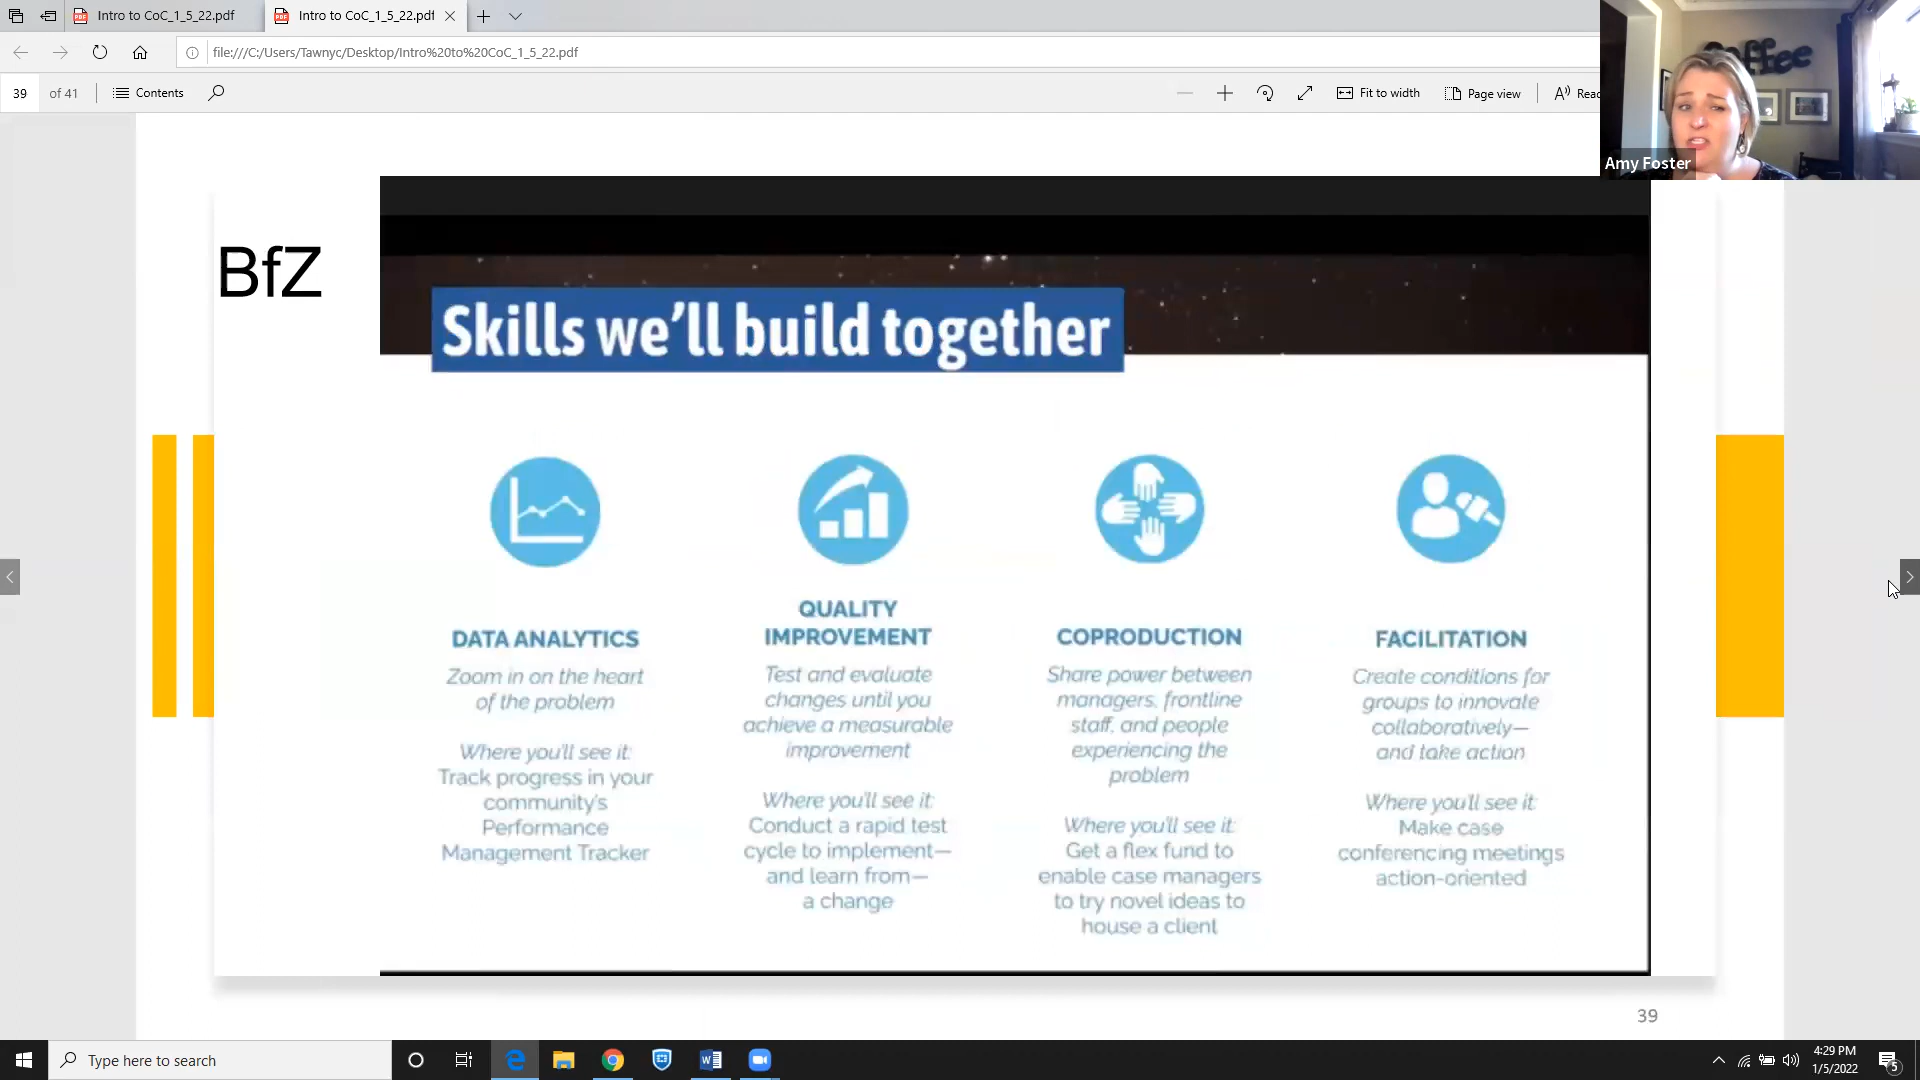 Intro to CoC_1_5_22.pdf
Intro to CoC_1_5_22.pdf
file:///C:/Users/Tawnyc/Desktop/Intro%20to%20CoC_1_5_22.pdf
39 of 41
Contents
Fit to width
Page view
Read
offee
Amy Foster
BfZ
Skills we'll build together
DATA ANALYTICS
Zoom in on the heart
of the problem
Where you'll see it:
Track progress in your
community's
Performance
Management Tracker
QUALITY
IMPROVEMENT
Test and evaluate
changes until you
achieve a measurable
improvement
Where you'll see it:
Conduct a rapid test
cycle to implement—
and learn from—
a change
COPRODUCTION
Share power between
managers, frontline
staff, and people
experiencing the
problem
Where you'll see it:
Get a flex fund to
enable case managers
to try novel ideas to
house a client
FACILITATION
Create conditions for
groups to innovate
collaboratively—
and take action
Where you'll see it:
Make case
conferencing meetings
action-oriented
39
Type here to search
4:29 PM
1/5/2022
5